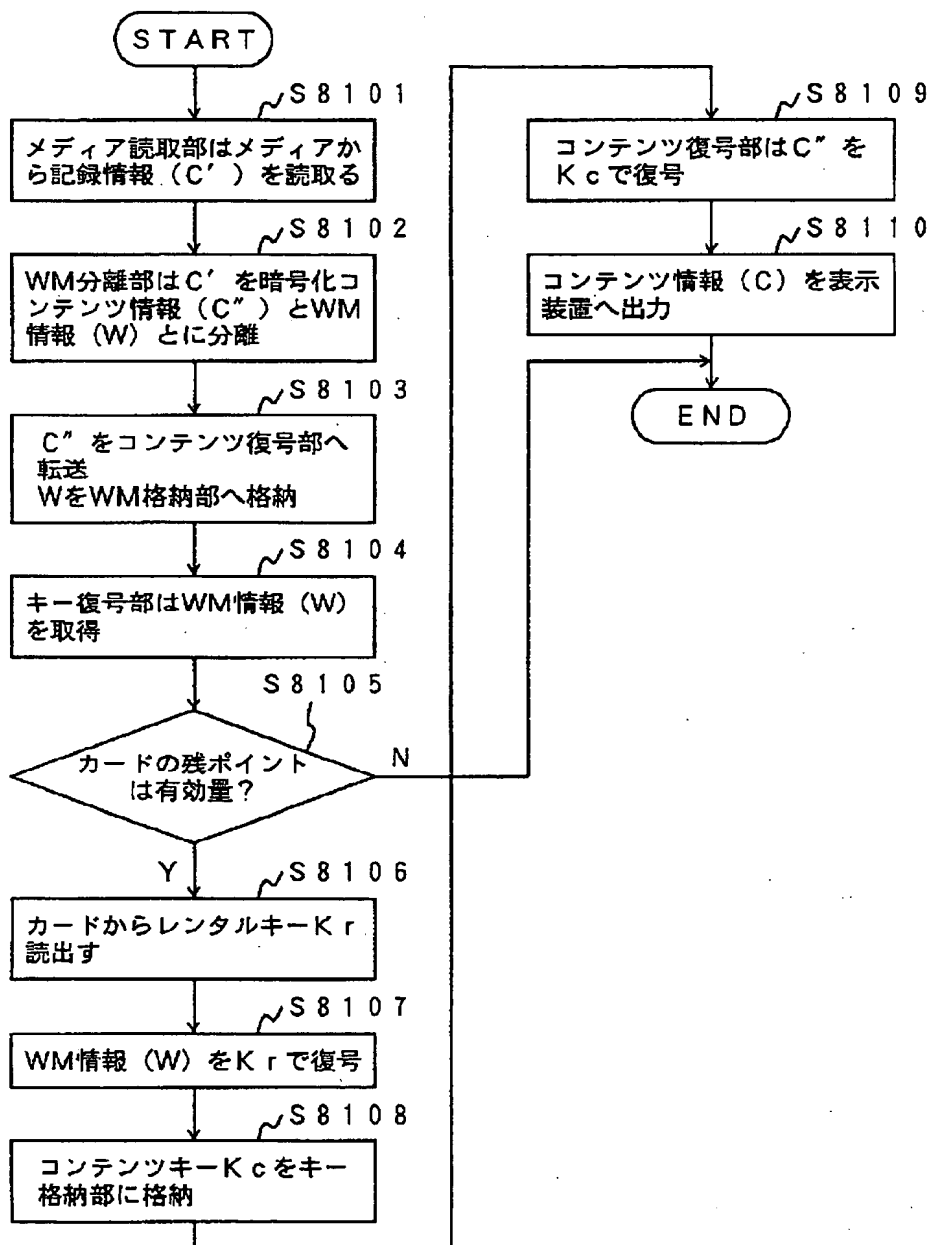 START
S8101
メディア読取部はメディアか
ら記録情報（C′）を読取る
S8102
WM分離部はC′を暗号化コ
ンテンツ情報（C″）とWM
情報（W）とに分離
S8103
C″をコンテンツ復号部へ
転送
WをWM格納部へ格納
S8104
キー復号部はWM情報（W）
を取得
S8105
カードの残ポイント
は有効量？
N
Y
S8106
カードからレンタルキーKr
読出す
S8107
WM情報（W）をKrで復号
S8108
コンテンツキーKcをキー
格納部に格納
S8109
コンテンツ復号部はC″を
Kcで復号
S8110
コンテンツ情報（C）を表示
装置へ出力
END